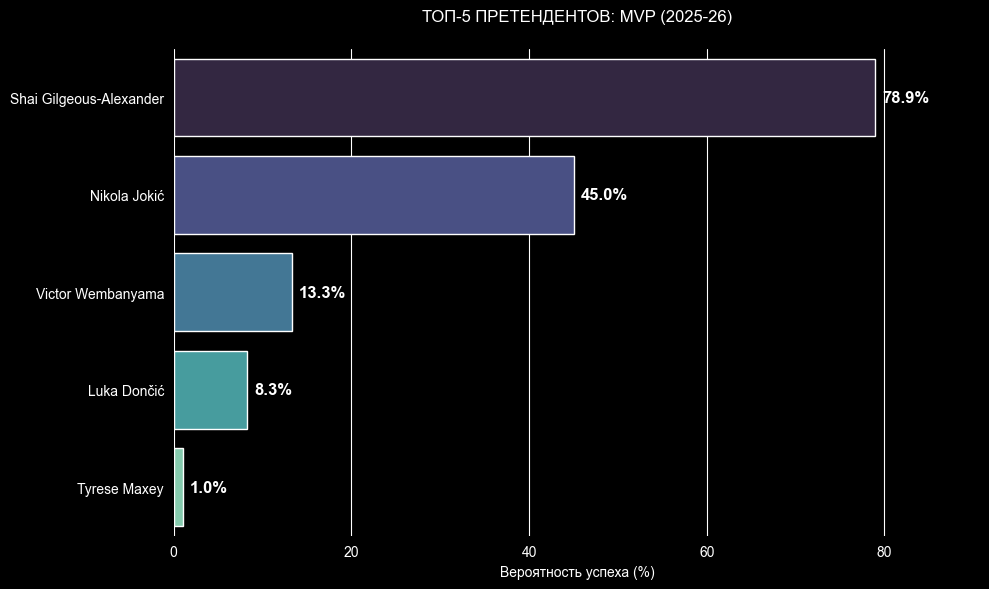 ТОП-5 ПРЕТЕНДЕНТОВ: MVP (2025-26)
Shai Gilgeous-Alexander
78.9%
Nikola Jokić
45.0%
Victor Wembanyama
13.3%
Luka Dončić
8.3%
Tyrese Maxey
1.0%
0 20 40 60 80
Вероятность успеха (%)